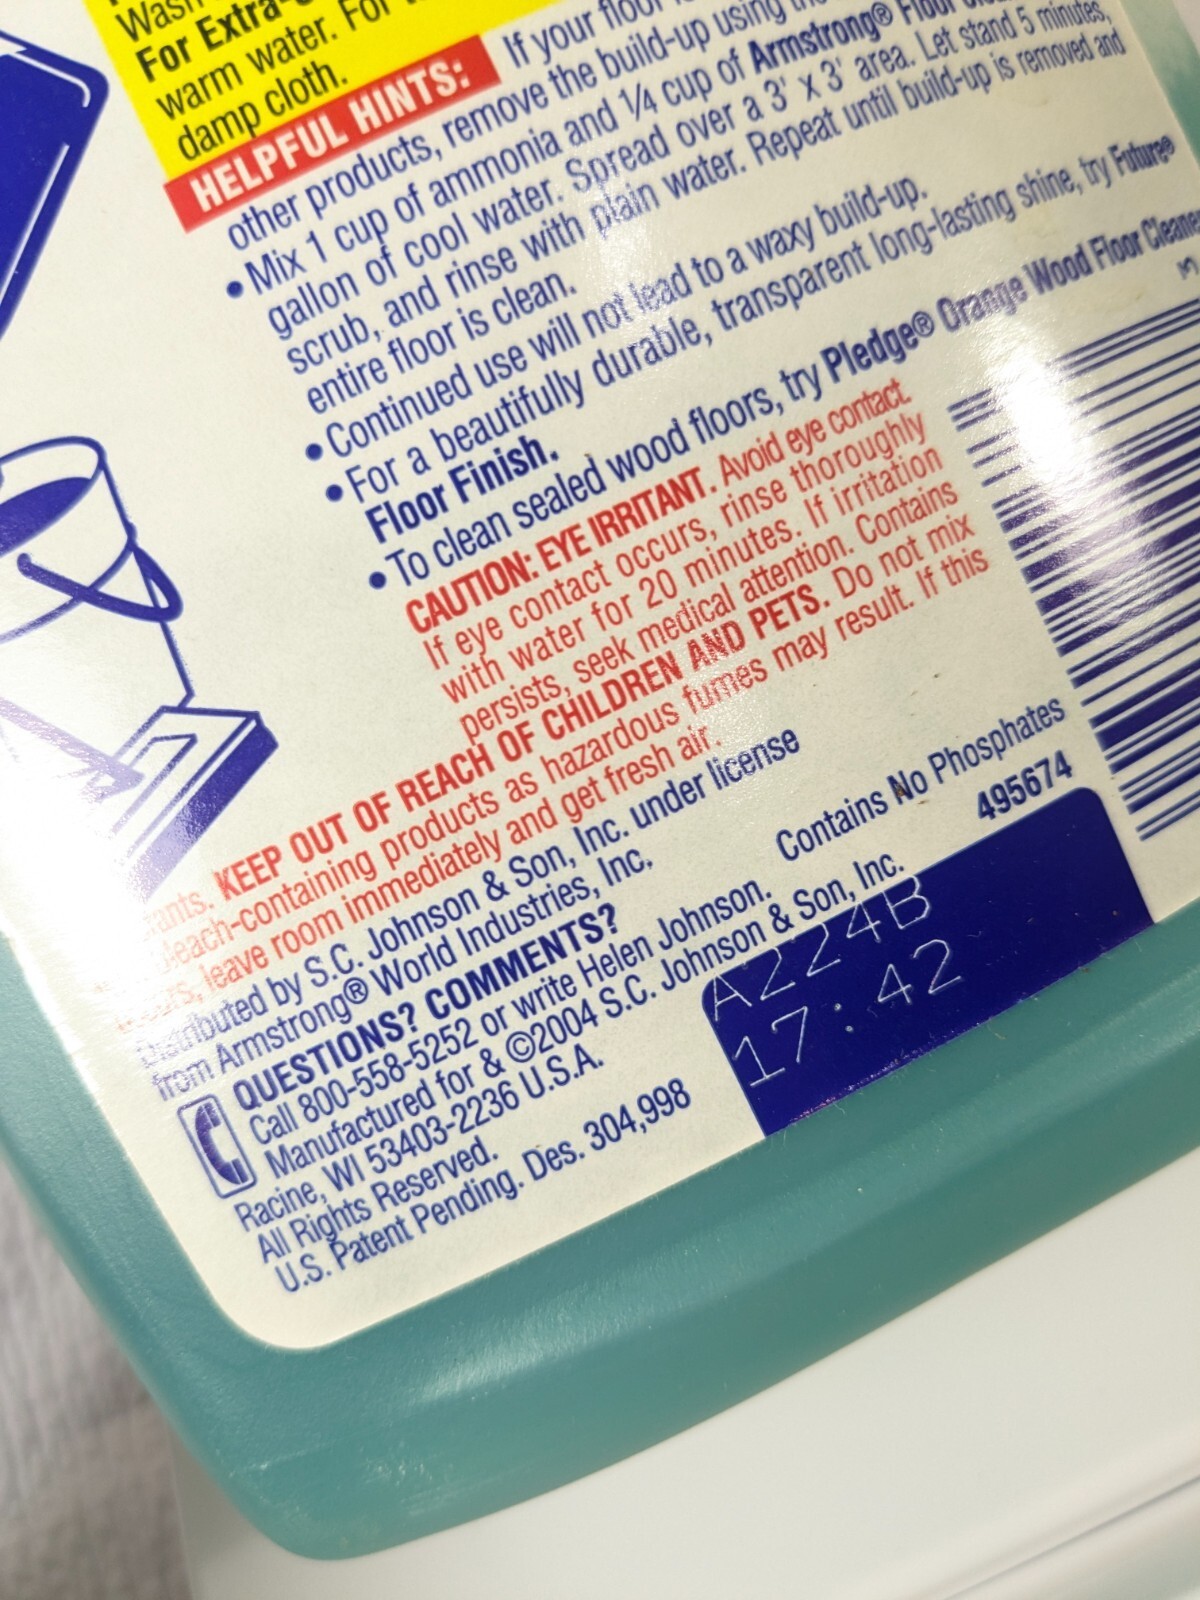 Wash
For Extra-
warm water. For
damp cloth.
HELPFUL HINTS: If your floor
other products, remove the build-up using the
• Mix 1 cup of ammonia and 1/4 cup of Armstrong® Floor
gallon of cool water. Spread over a 3' x 3' area. Let stand 5 minutes,
scrub, and rinse with plain water. Repeat until build-up is removed and
entire floor is clean.
• Continued use will not lead to a waxy build-up.
• For a beautifully durable, transparent long-lasting shine, try Future®
Floor Finish.
• To clean sealed wood floors, try Pledge® Orange Wood Floor Cleaner
CAUTION: EYE IRRITANT. Avoid eye contact.
If eye contact occurs, rinse thoroughly
with water for 20 minutes. If irritation
persists, seek medical attention. Contains
KEEP OUT OF REACH OF CHILDREN AND PETS. Do not mix
bleach-containing products as hazardous fumes may result. If this
leave room immediately and get fresh air.
Distributed by S.C. Johnson & Son, Inc. under license
from Armstrong® World Industries, Inc.
QUESTIONS? COMMENTS?
Call 800-558-5252 or write Helen Johnson.
Manufactured for & ©2004 S.C. Johnson & Son, Inc.
Racine, WI 53403-2236 U.S.A.
All Rights Reserved.
U.S. Patent Pending. Des. 304,998
Contains No Phosphates
495674
A224B
17:42